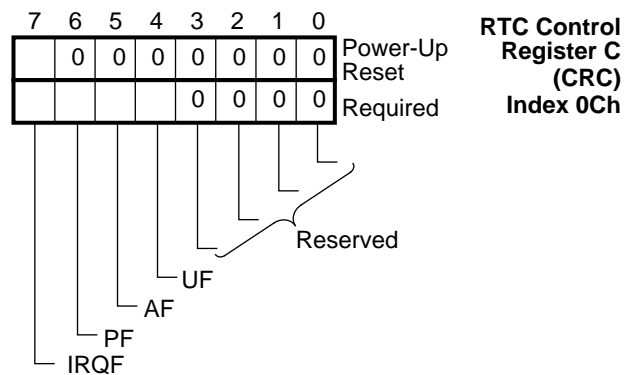 7 6 5 4 3 2 1 0
RTC Control
Register C
(CRC)
Index 0Ch
0 0 0 0 0 0 0
Power-Up
Reset
0 0 0 0
Required
Reserved
UF
AF
PF
IRQF